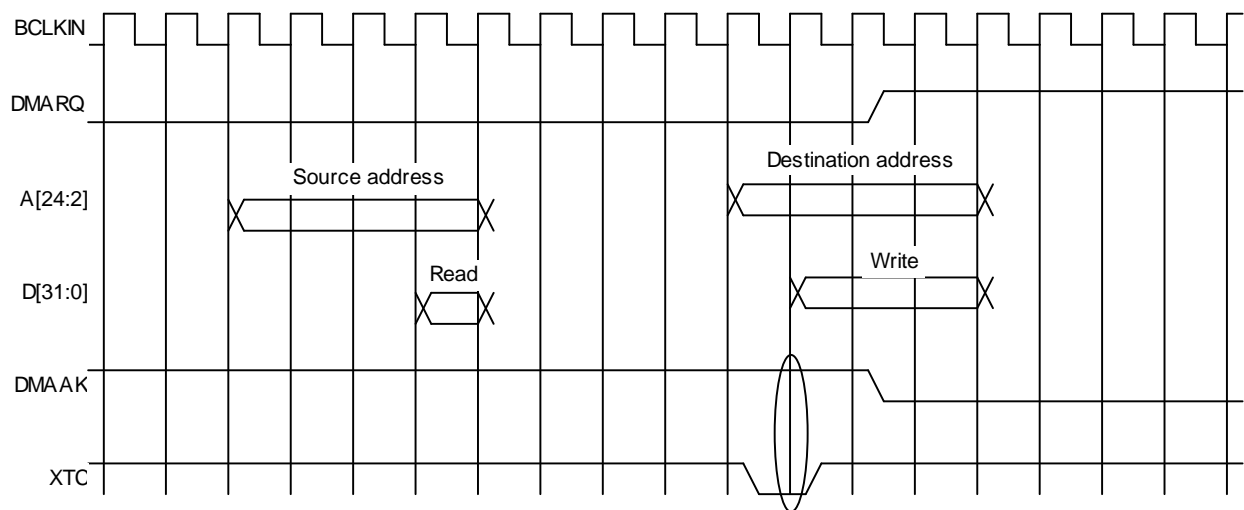 BCLKIN
DMARQ
Destination address
Source address
A[24:2]
Write
Read
D[31:0]
DMAAK
XTC